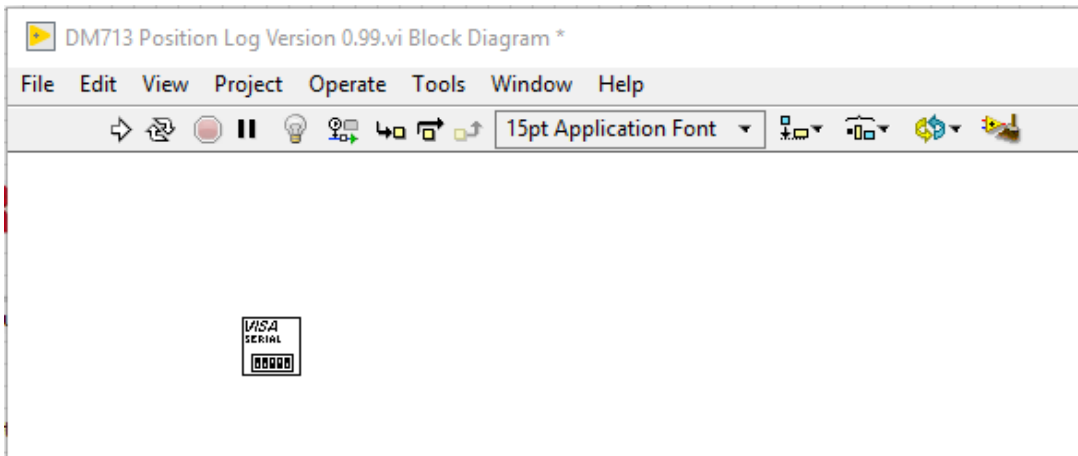 DM713 Position Log Version 0.99.vi Block Diagram *
File Edit View Project Operate Tools Window Help
15pt Application Font
VISA
SERIAL